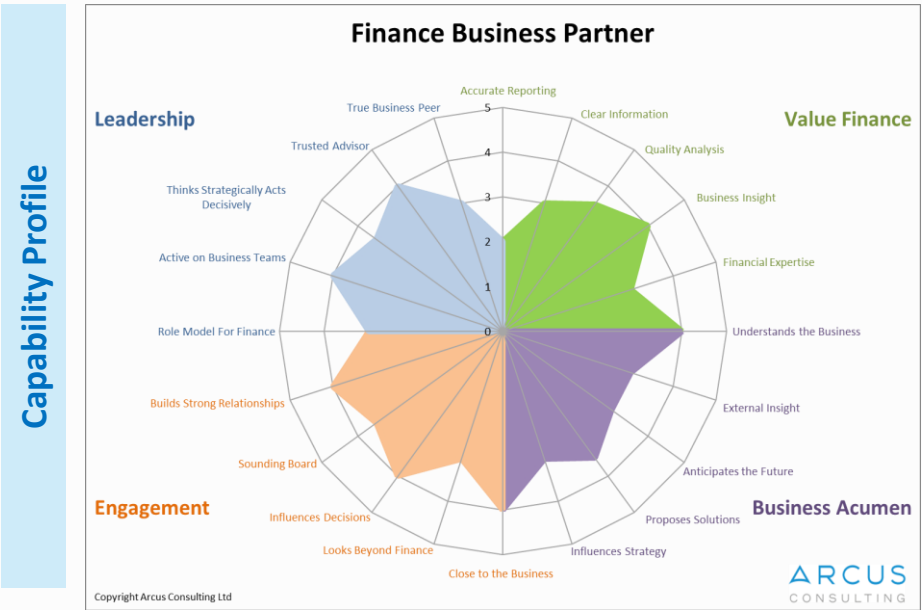 Capability Profile
Finance Business Partner
Leadership
Value Finance
Accurate Reporting
Clear Information
Quality Analysis
Business Insight
Financial Expertise
Understands the Business
External Insight
Anticipates the Future
Proposes Solutions
Influences Strategy
Close to the Business
Looks Beyond Finance
Influences Decisions
Sounding Board
Builds Strong Relationships
Role Model For Finance
Active on Business Teams
Thinks Strategically Acts
Decisively
Trusted Advisor
True Business Peer
5
4
3
2
1
0
Engagement
Business Acumen
Copyright Arcus Consulting Ltd
ARCUS
CONSULTING